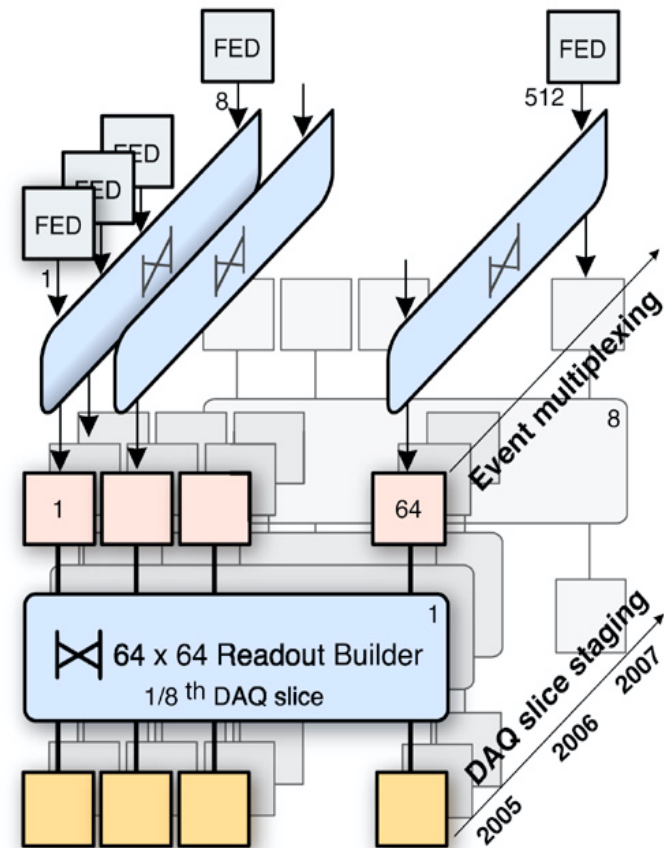 FED
FED
8
512
FED
FED
FED
1
8
Event multiplexing
1
64
1
64 x 64 Readout Builder
1/8 th DAQ slice
DAQ slice staging
2005
2006
2007